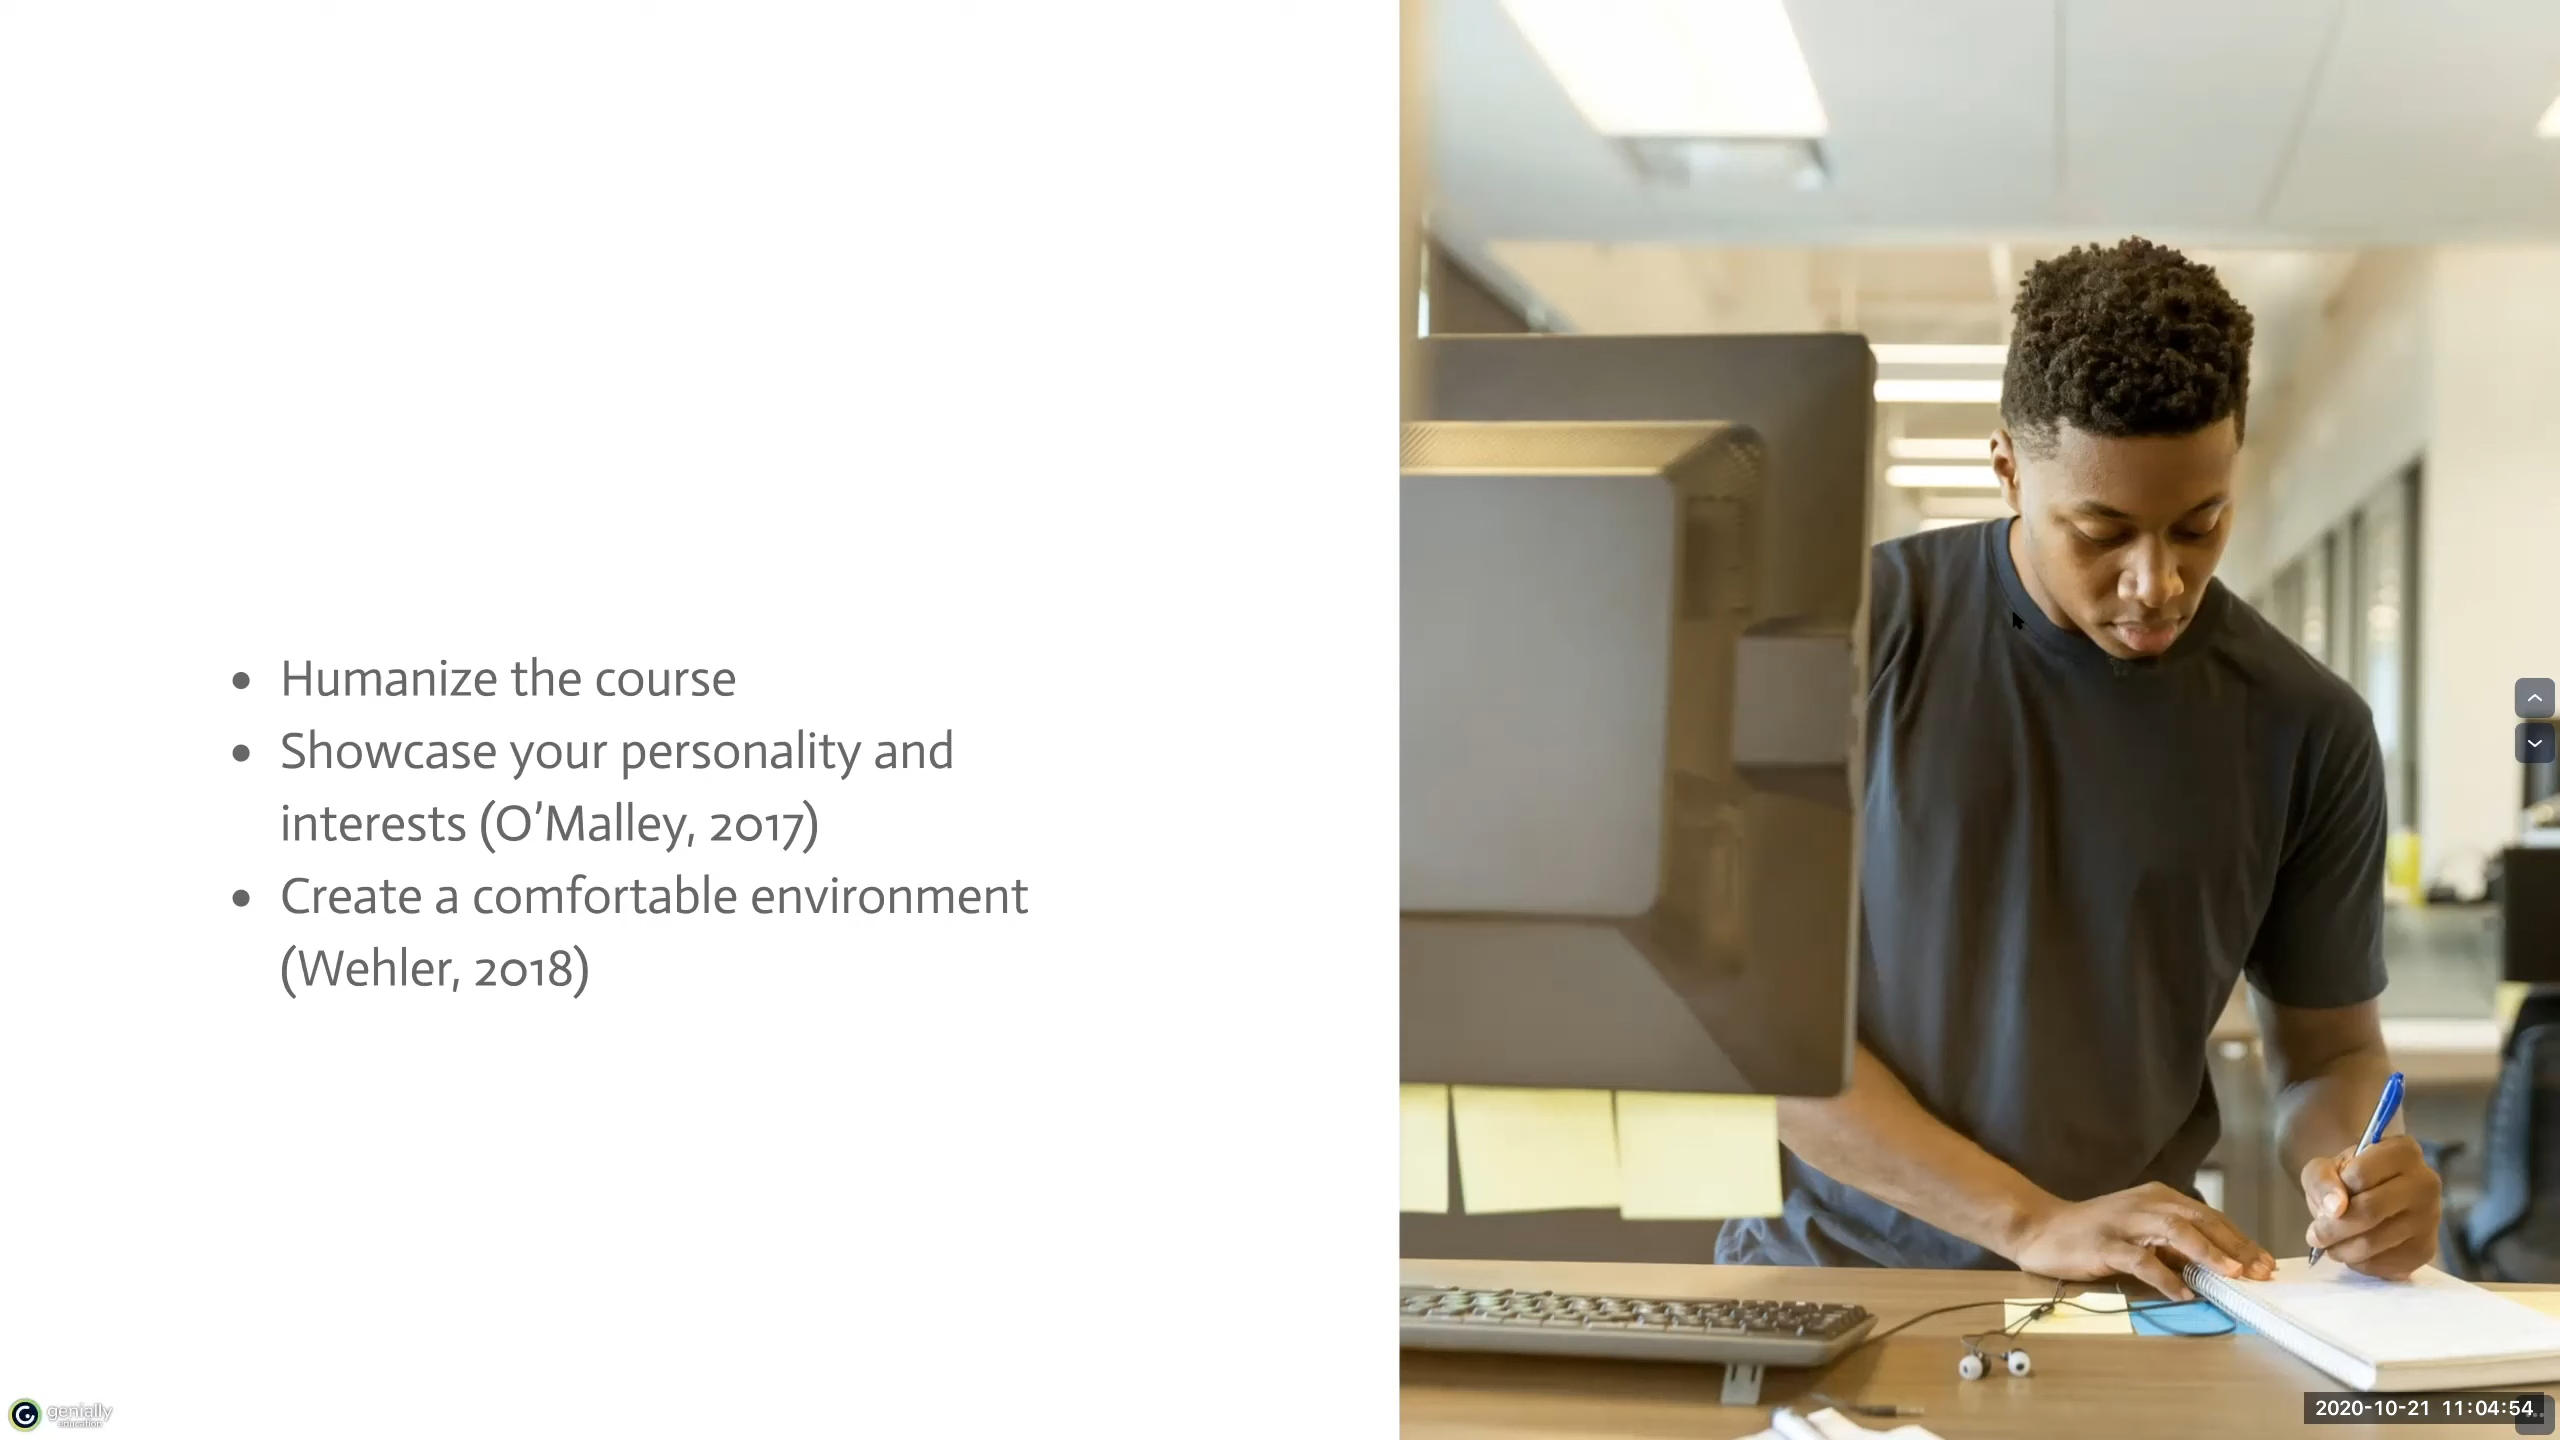 • Humanize the course
• Showcase your personality and
interests (O’Malley, 2017)
• Create a comfortable environment
(Wehler, 2018)
genially
education
2020-10-21 11:04:54